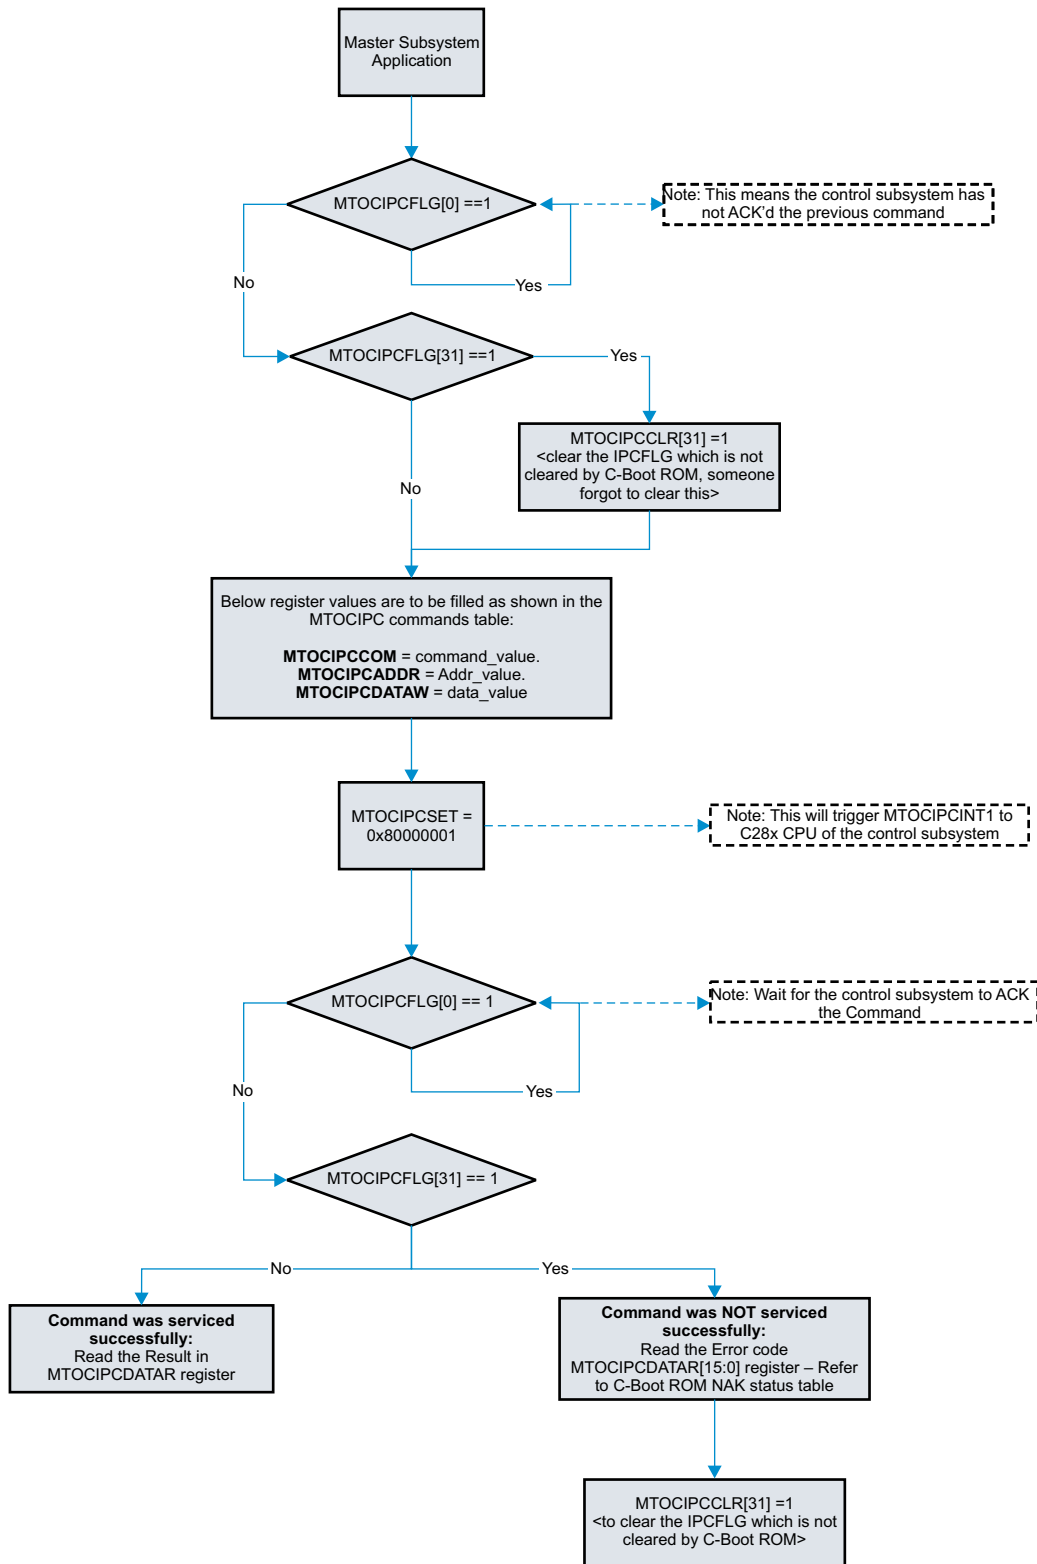 Master Subsystem
Application
MTOCIPCFLG[0] ==1
Note: This means the control subsystem has
not ACK’d the previous command
No
Yes
MTOCIPCFLG[31] ==1
Yes
MTOCIPCCLR[31] =1
<clear the IPCFLG which is not
cleared by C-Boot ROM, someone
forgot to clear this>
No
Below register values are to be filled as shown in the
MTOCIPC commands table:
MTOCIPCCOM = command_value.
MTOCIPCADDR = Addr_value.
MTOCIPCDATAW = data_value
MTOCIPCSET =
0x80000001
Note: This will trigger MTOCIPCINT1 to
C28x CPU of the control subsystem
MTOCIPCFLG[0] == 1
Note: Wait for the control subsystem to ACK
the Command
No
Yes
MTOCIPCFLG[31] == 1
No
Yes
Command was serviced
successfully:
Read the Result in
MTOCIPCDATAR register
Command was NOT serviced
successfully:
Read the Error code
MTOCIPCDATAR[15:0] register – Refer
to C-Boot ROM NAK status table
MTOCIPCCLR[31] =1
<to clear the IPCFLG which is not
cleared by C-Boot ROM>